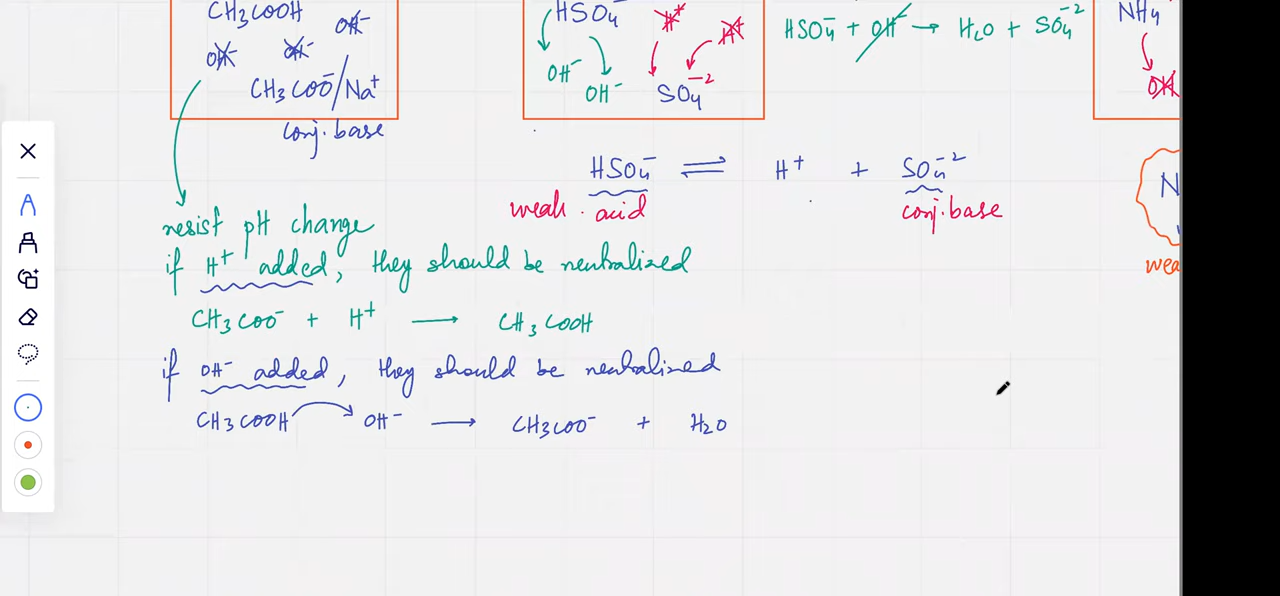 CH3COOH
OH-
OH-
OH-
CH3COO-/Na+
conj. base
HSO4-
H+
H+
OH-
OH-
SO4-2
HSO4- + OH- → H2O + SO4-2
NH4
OH
HSO4- ⇌ H+ + SO4-2
weak acid
conj. base
N
wea
resist pH change
if H+ added, they should be neutralized
CH3COO- + H+ → CH3COOH
if OH- added, they should be neutralized
CH3COOH OH- → CH3COO- + H2O